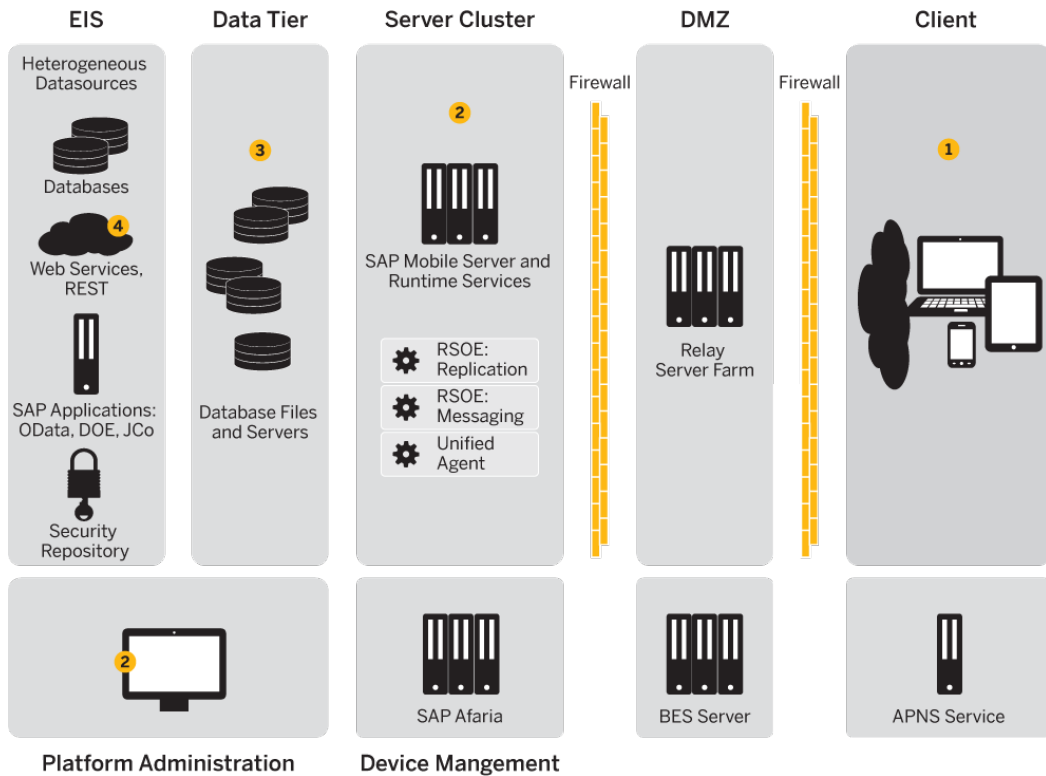 EIS
Heterogeneous
Datasources
Databases
4
Web Services,
REST
SAP Applications:
OData, DOE, JCo
Security
Repository
Data Tier
3
Database Files
and Servers
Server Cluster
2
SAP Mobile Server and
Runtime Services
RSOE:
Replication
RSOE:
Messaging
Unified
Agent
Firewall
DMZ
Relay
Server Farm
Firewall
Client
1
2
Platform Administration
SAP Afaria
Device Mangement
BES Server
APNS Service